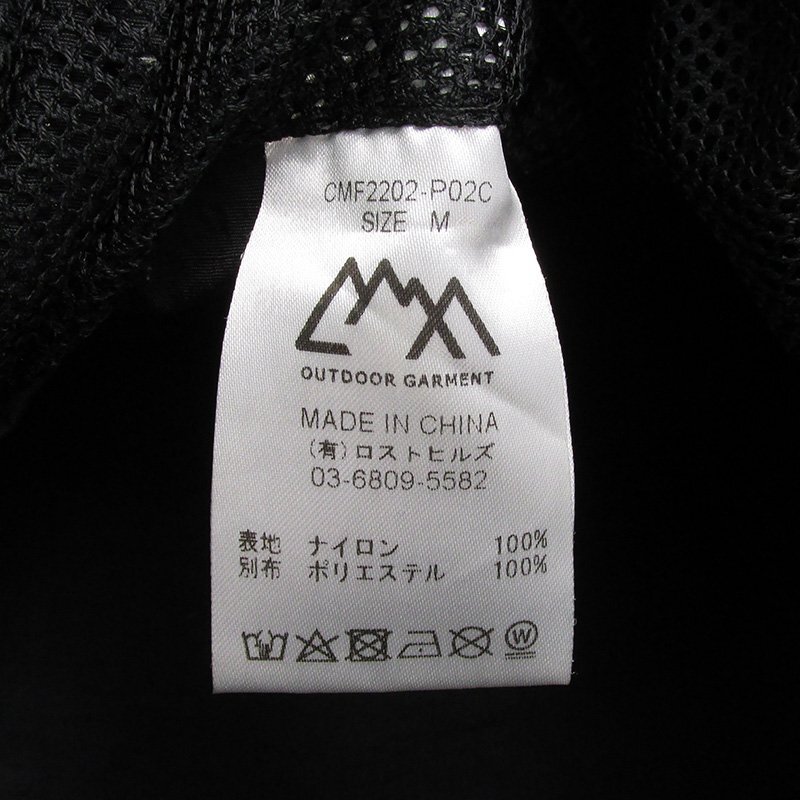 CMF2202-P02C
SIZE M
OUTDOOR GARMENT
MADE IN CHINA
(有)ロストヒルズ
03-6809-5582
表地 ナイロン 100%
別布 ポリエステル 100%
W